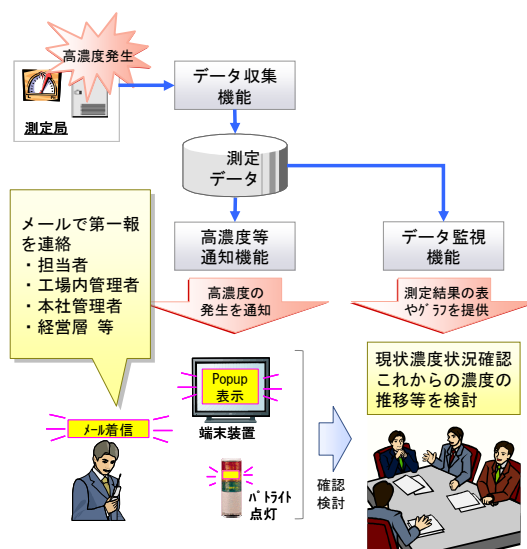 高濃度発生
測定局
データ収集
機能
測定
データ
メールで第一報
を連絡
・担当者
・工場内管理者
・本社管理者
・経営層 等
高濃度等
通知機能
データ監視
機能
高濃度の
発生を通知
測定結果の表
やグラフを提供
現状濃度状況確認
これからの濃度の
推移等を検討
Popup
表示
端末装置
メール着信
パトライト
点灯
確認
検討